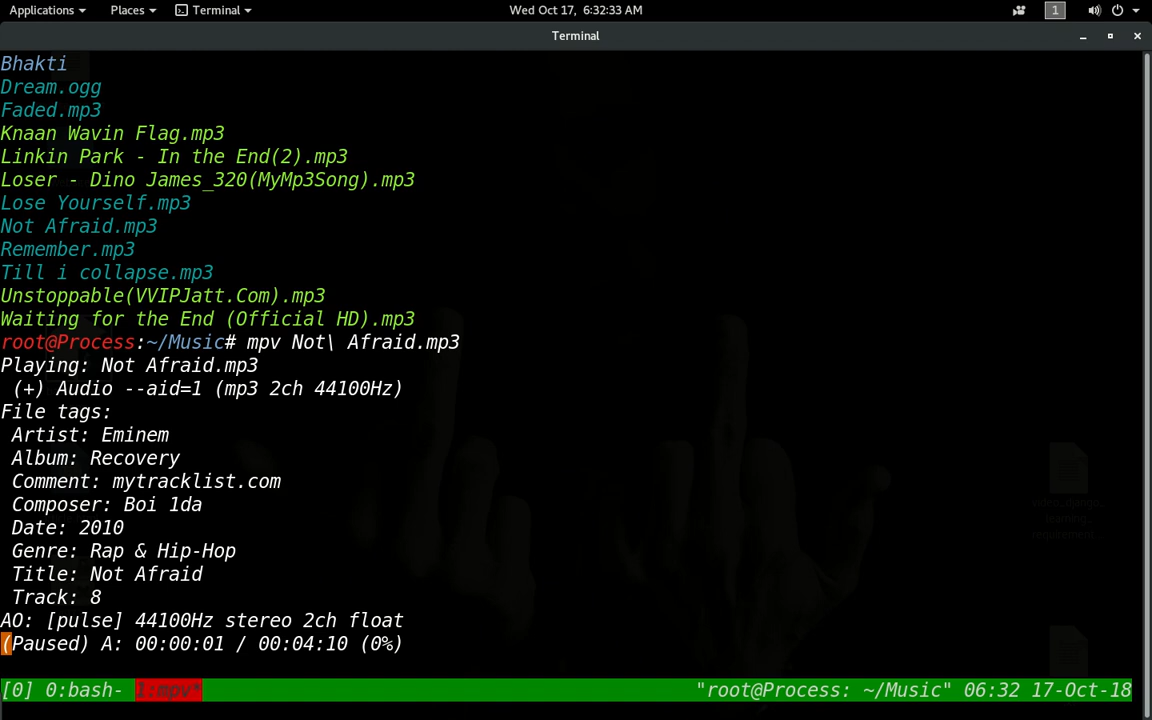 Applications Places Terminal Wed Oct 17, 6:32:33 AM 1
Terminal
Bhakti
Dream.ogg
Faded.mp3
Knaan Wavin Flag.mp3
Linkin Park - In the End(2).mp3
Loser - Dino James_320(MyMp3Song).mp3
Lose Yourself.mp3
Not Afraid.mp3
Remember.mp3
Till i collapse.mp3
Unstoppable(VVIPJatt.Com).mp3
Waiting for the End (Official HD).mp3
root@Process:~/Music# mpv Not\ Afraid.mp3
Playing: Not Afraid.mp3
(+) Audio --aid=1 (mp3 2ch 44100Hz)
File tags:
Artist: Eminem
Album: Recovery
Comment: mytracklist.com
Composer: Boi 1da
Date: 2010
Genre: Rap & Hip-Hop
Title: Not Afraid
Track: 8
AO: [pulse] 44100Hz stereo 2ch float
(Paused) A: 00:00:01 / 00:04:10 (0%)
[0] 0:bash- 1:mpv* "root@Process: ~/Music" 06:32 17-Oct-18